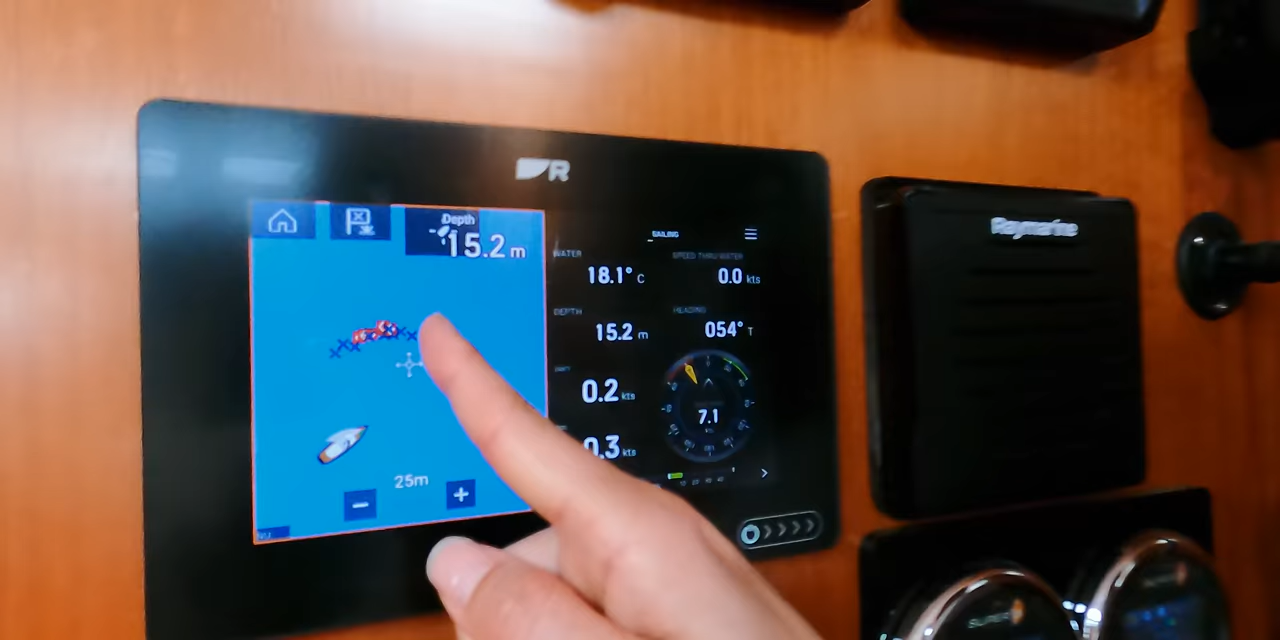 R
Depth
15.2 m
SAILING
WATER
SPEED THRU WATER
18.1° C
0.0 kts
DEPTH
HEADING
15.2 m
054° T
0.2 kts
7.1
0.3 kts
25m
Raymarine